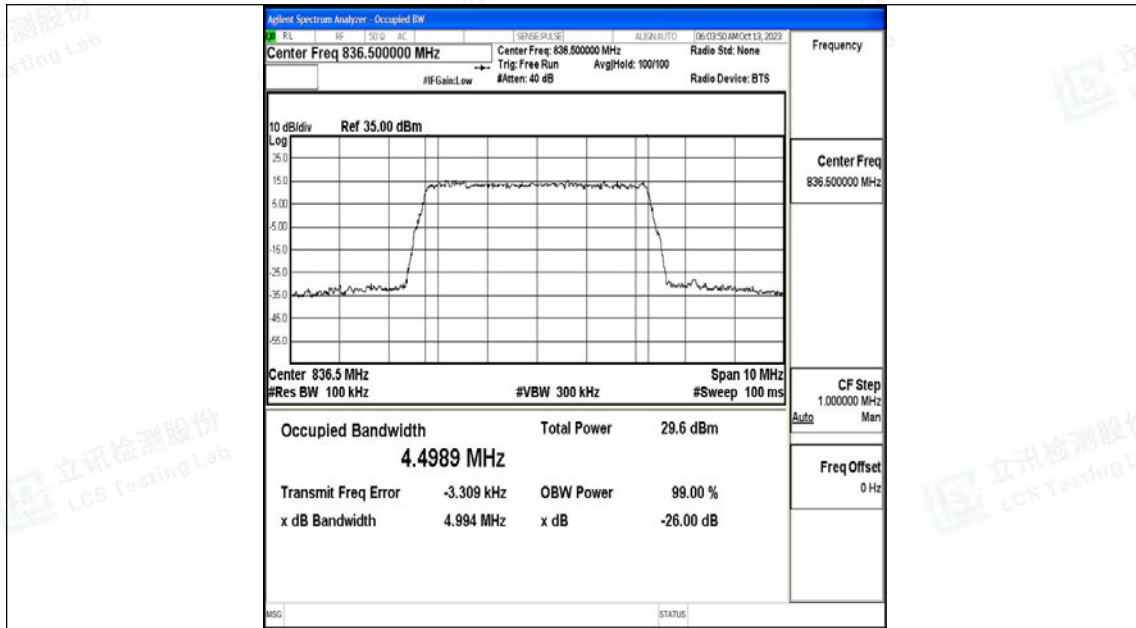 Agilent Spectrum Analyzer - Occupied BW
RL RF 50 Ω AC SENSE:PULSE ALIGN AUTO 06:03:50 AM Oct 13, 2023
Center Freq 836.500000 MHz
Center Freq: 836.500000 MHz
Radio Std: None
Trig: Free Run Avg|Hold: 100/100
#IFGain:Low #Atten: 40 dB Radio Device: BTS
Frequency
10 dB/div Ref 35.00 dBm
Log
25.0
15.0
5.00
-5.00
-15.0
-25.0
-35.0
-45.0
-55.0
Center 836.5 MHz Span 10 MHz
#Res BW 100 kHz #VBW 300 kHz #Sweep 100 ms
Occupied Bandwidth Total Power 29.6 dBm
4.4989 MHz
Transmit Freq Error -3.309 kHz OBW Power 99.00 %
x dB Bandwidth 4.994 MHz x dB -26.00 dB
Center Freq
836.500000 MHz
CF Step
1.000000 MHz
Auto Man
Freq Offset
0 Hz
MSG STATUS
立讯检测股份
LCS Testing Lab